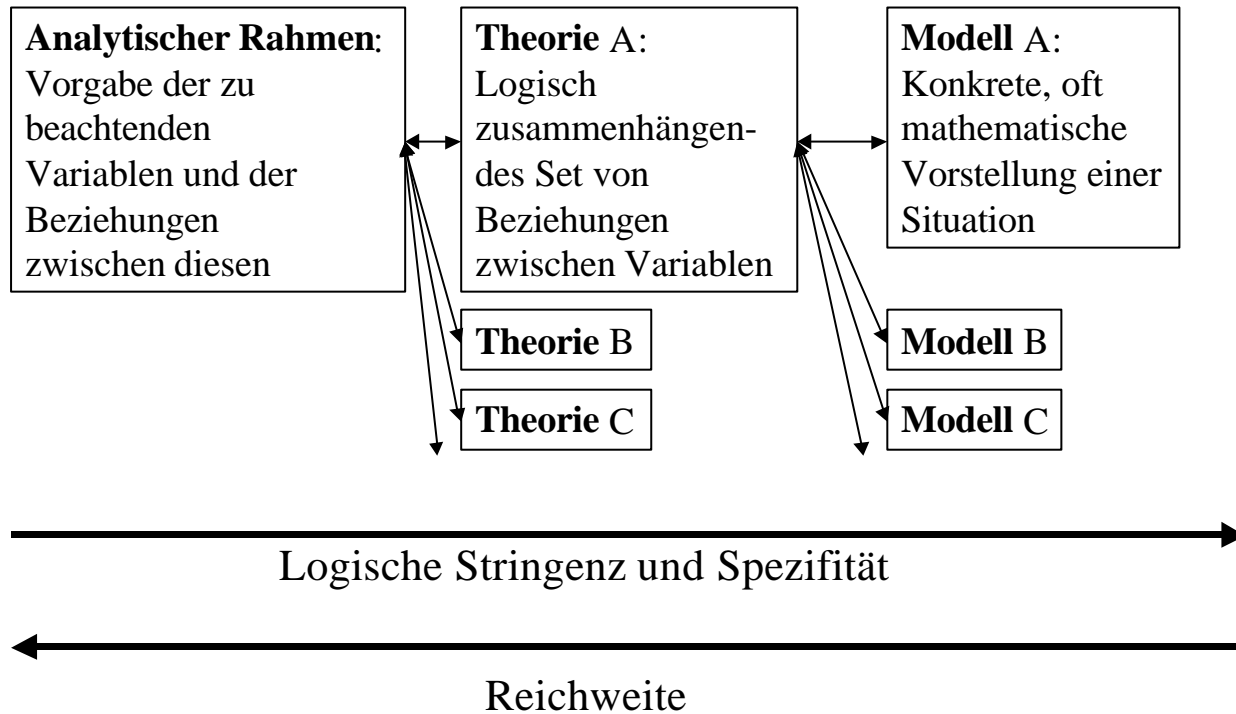 Analytischer Rahmen:
Vorgabe der zu
beachtenden
Variablen und der
Beziehungen
zwischen diesen
Theorie A:
Logisch
zusammenhängen-
des Set von
Beziehungen
zwischen Variablen
Modell A:
Konkrete, oft
mathematische
Vorstellung einer
Situation
Theorie B
Modell B
Theorie C
Modell C
Logische Stringenz und Spezifität
Reichweite